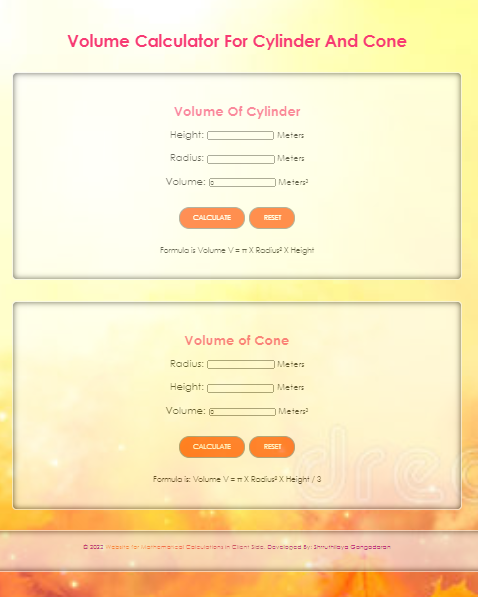 Volume Calculator For Cylinder And Cone
Volume Of Cylinder
Height: Meters
Radius: Meters
Volume: 0 Meters³
CALCULATE RESET
Formula is Volume V = π X Radius² X Height
Volume of Cone
Radius: Meters
Height: Meters
Volume: 0 Meters³
CALCULATE RESET
Formula is: Volume V = π X Radius² X Height / 3
© 2022 Website for Mathematical Calculations in Client Side. Developed By: Shruthilaya Gangadaran